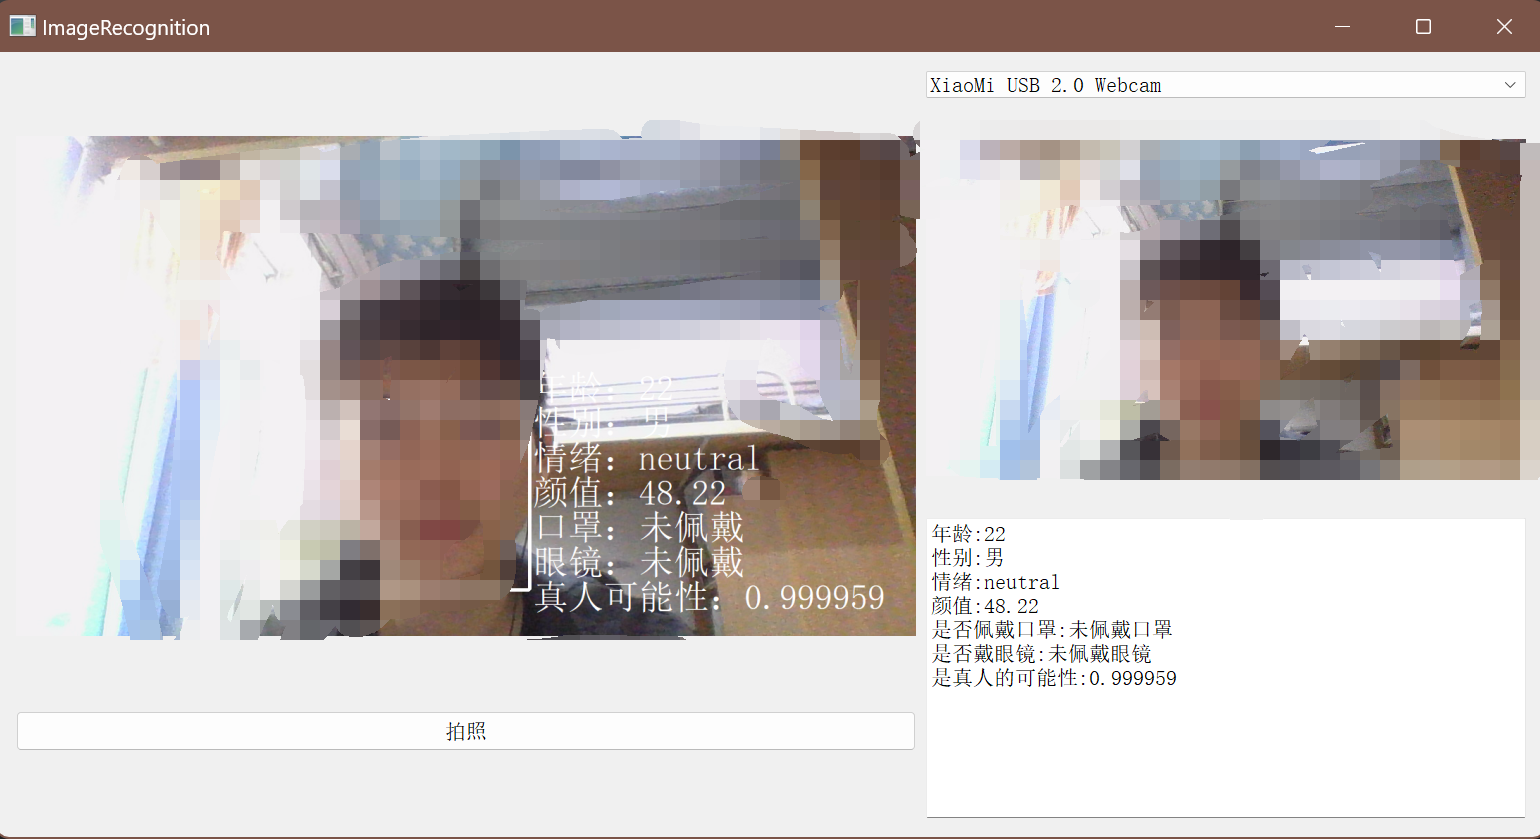 ImageRecognition
XiaoMi USB 2.0 Webcam
年龄：22
性别：男
情绪：neutral
颜值：48.22
口罩：未佩戴
眼镜：未佩戴
真人可能性：0.999959
拍照
年龄:22
性别:男
情绪:neutral
颜值:48.22
是否佩戴口罩:未佩戴口罩
是否戴眼镜:未佩戴眼镜
是真人的可能性:0.999959